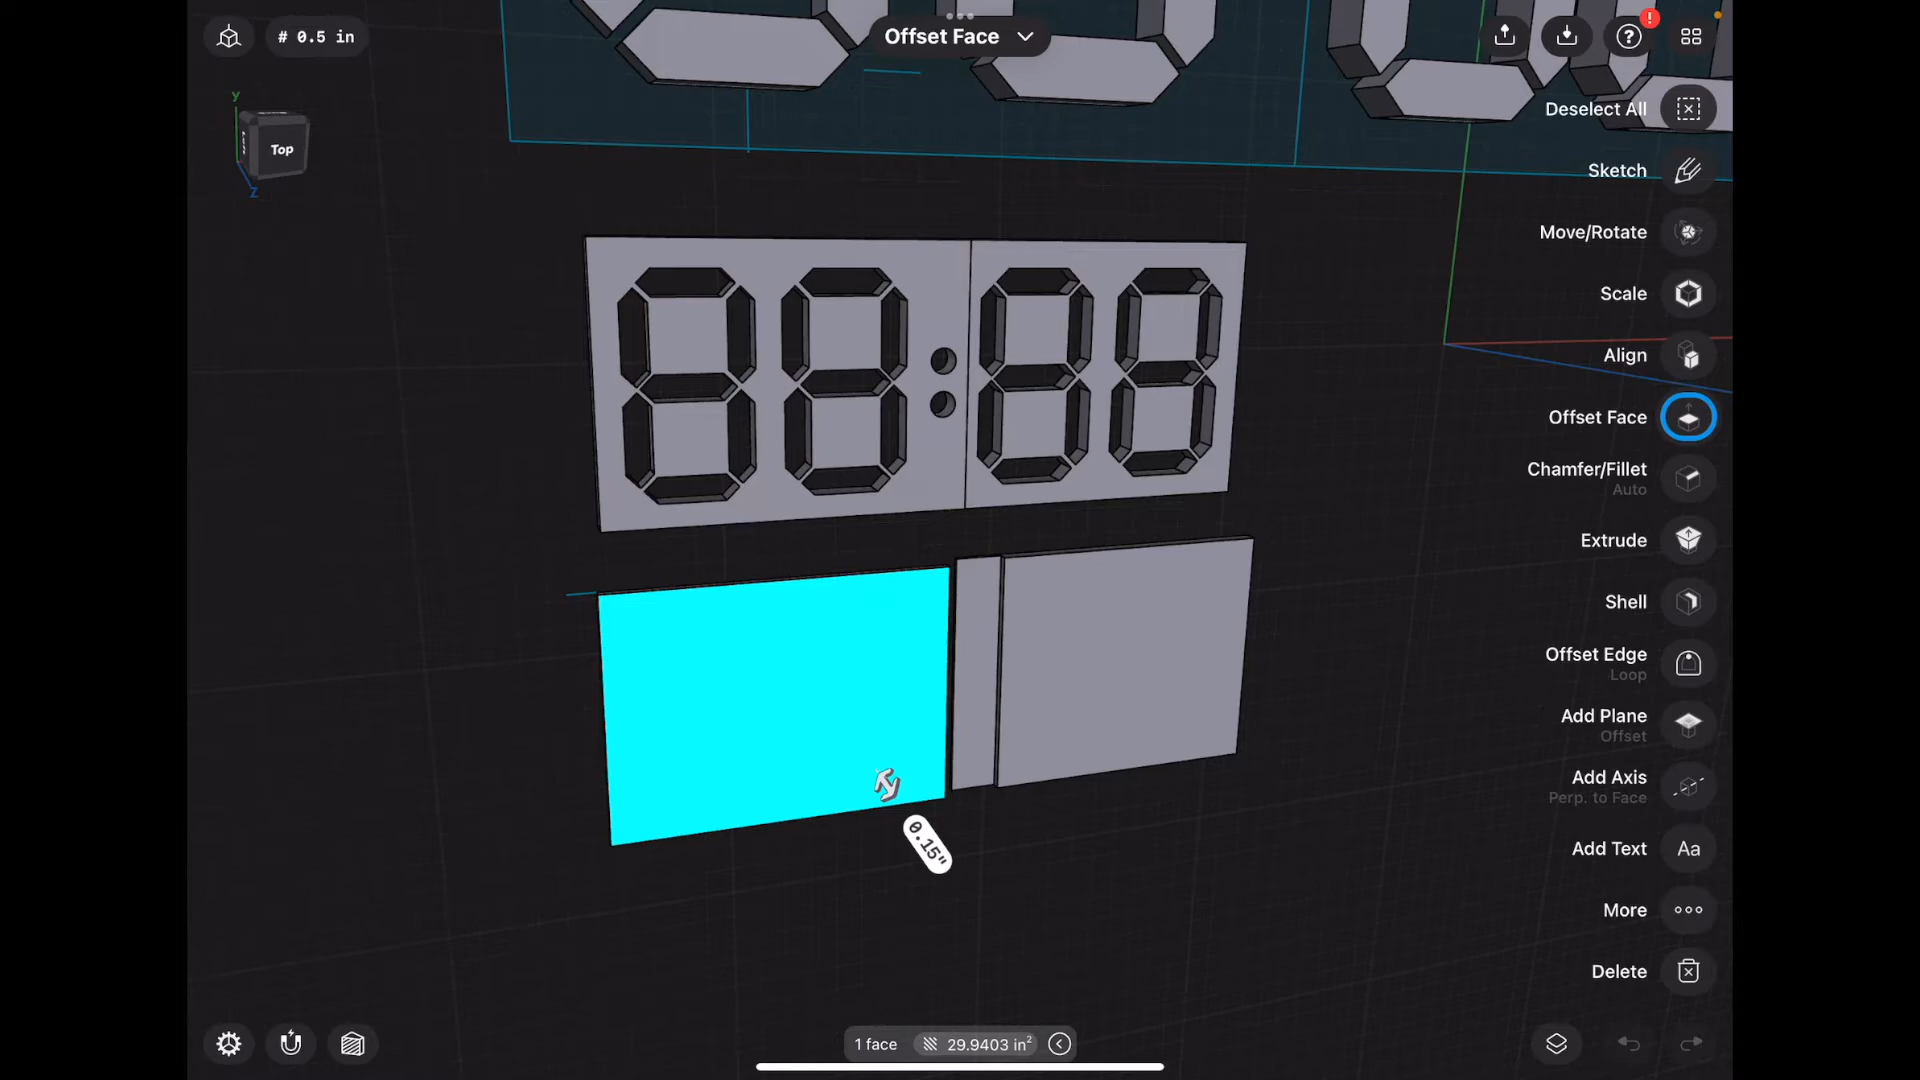 # 0.5 in
Offset Face
!
?
y
Top
Z
Deselect All
Sketch
Move/Rotate
Scale
Align
Offset Face
Chamfer/Fillet
Auto
Extrude
Shell
Offset Edge
Loop
Add Plane
Offset
Add Axis
Perp. to Face
Add Text
Aa
More
Delete
88:88
0.15"
1 face
29.9403 in²